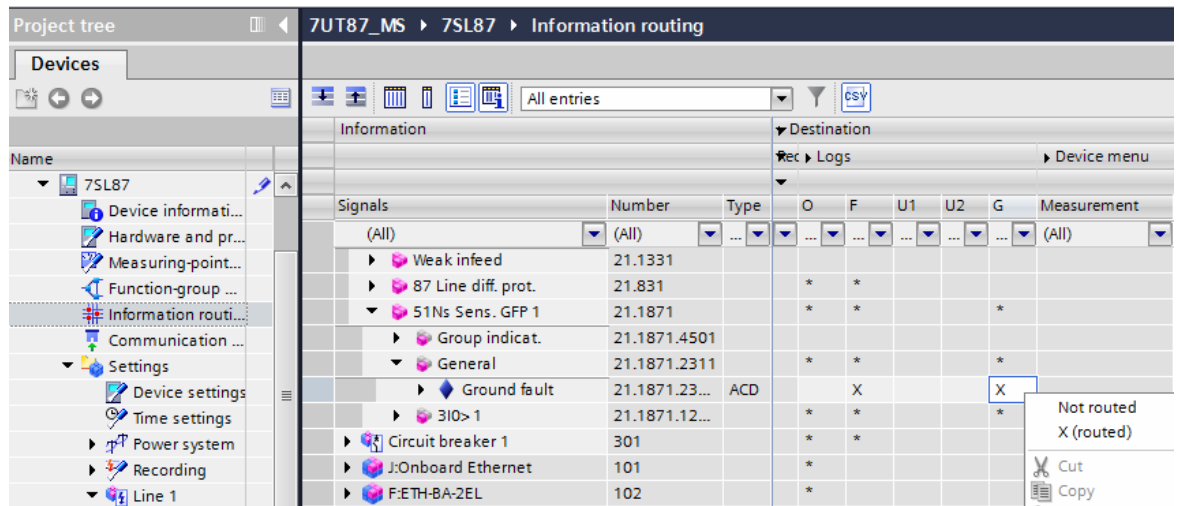 Project tree
7UT87_MS ▸ 7SL87 ▸ Information routing
Devices
All entries
csv
Information
Destination
Logs
Device menu
Name
7SL87
Signals Number Type O F U1 U2 G Measurement
(All) (All) ... ... ... ... ... ... (All)
Device informati...
Hardware and pr...
Measuring-point...
Function-group ...
Information routi...
Communication ...
Settings
Device settings
Time settings
Power system
Recording
Line 1
Weak infeed 21.1331
87 Line diff. prot. 21.831 * *
51Ns Sens. GFP 1 21.1871 * * *
Group indicat. 21.1871.4501
General 21.1871.2311 * * *
Ground fault 21.1871.23... ACD X X
3I0> 1 21.1871.12... * * *
Circuit breaker 1 301 * *
J:Onboard Ethernet 101 *
F:ETH-BA-2EL 102 *
Not routed
X (routed)
Cut
Copy